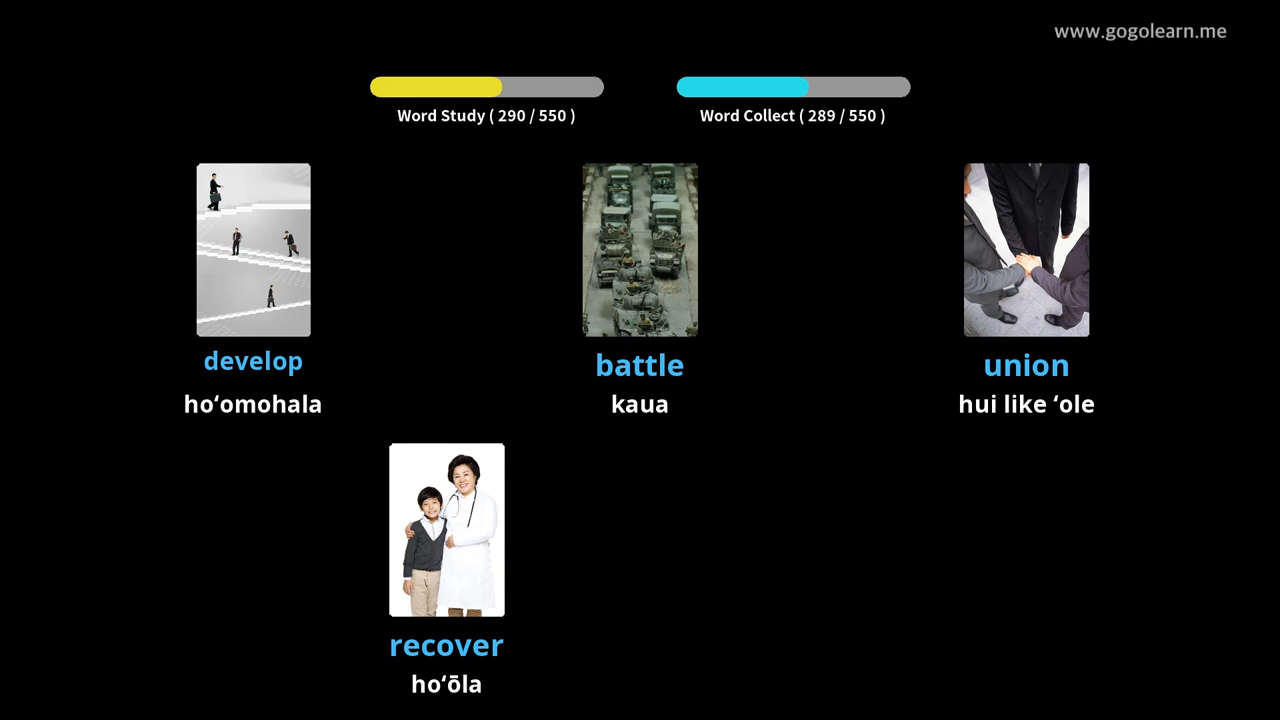 www.gogolearn.me
Word Study ( 290 / 550 )
Word Collect ( 289 / 550 )
develop
hoʻomohala
battle
kaua
union
hui like ʻole
recover
hoʻōla